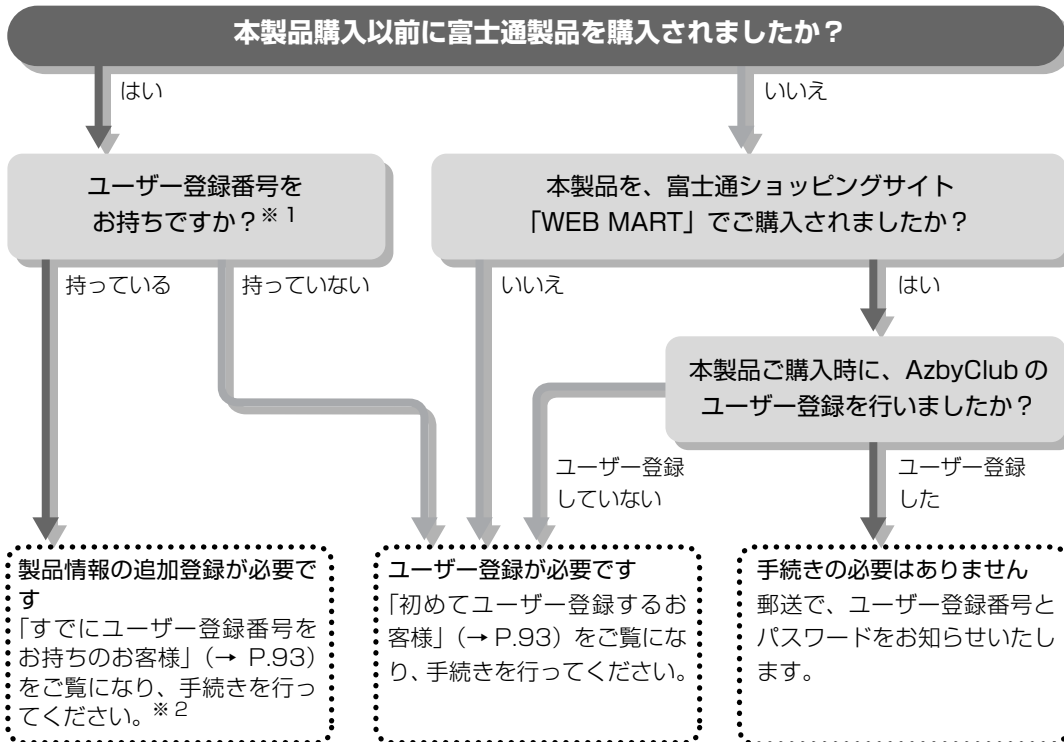 本製品購入以前に富士通製品を購入されましたか？
はい
いいえ
ユーザー登録番号を
お持ちですか？※1
本製品を、富士通ショッピングサイト
「WEB MART」でご購入されましたか？
持っている
持っていない
いいえ
はい
本製品ご購入時に、AzbyClub の
ユーザー登録を行いましたか？
ユーザー登録
していない
ユーザー登録
した
製品情報の追加登録が必要で
す
「すでにユーザー登録番号を
お持ちのお客様」（→ P.93）
をご覧になり、手続きを行っ
てください。※2
ユーザー登録が必要です
「初めてユーザー登録するお
客様」（→ P.93）をご覧にな
り、手続きを行ってください。
手続きの必要はありません
郵送で、ユーザー登録番号と
パスワードをお知らせいたし
ます。